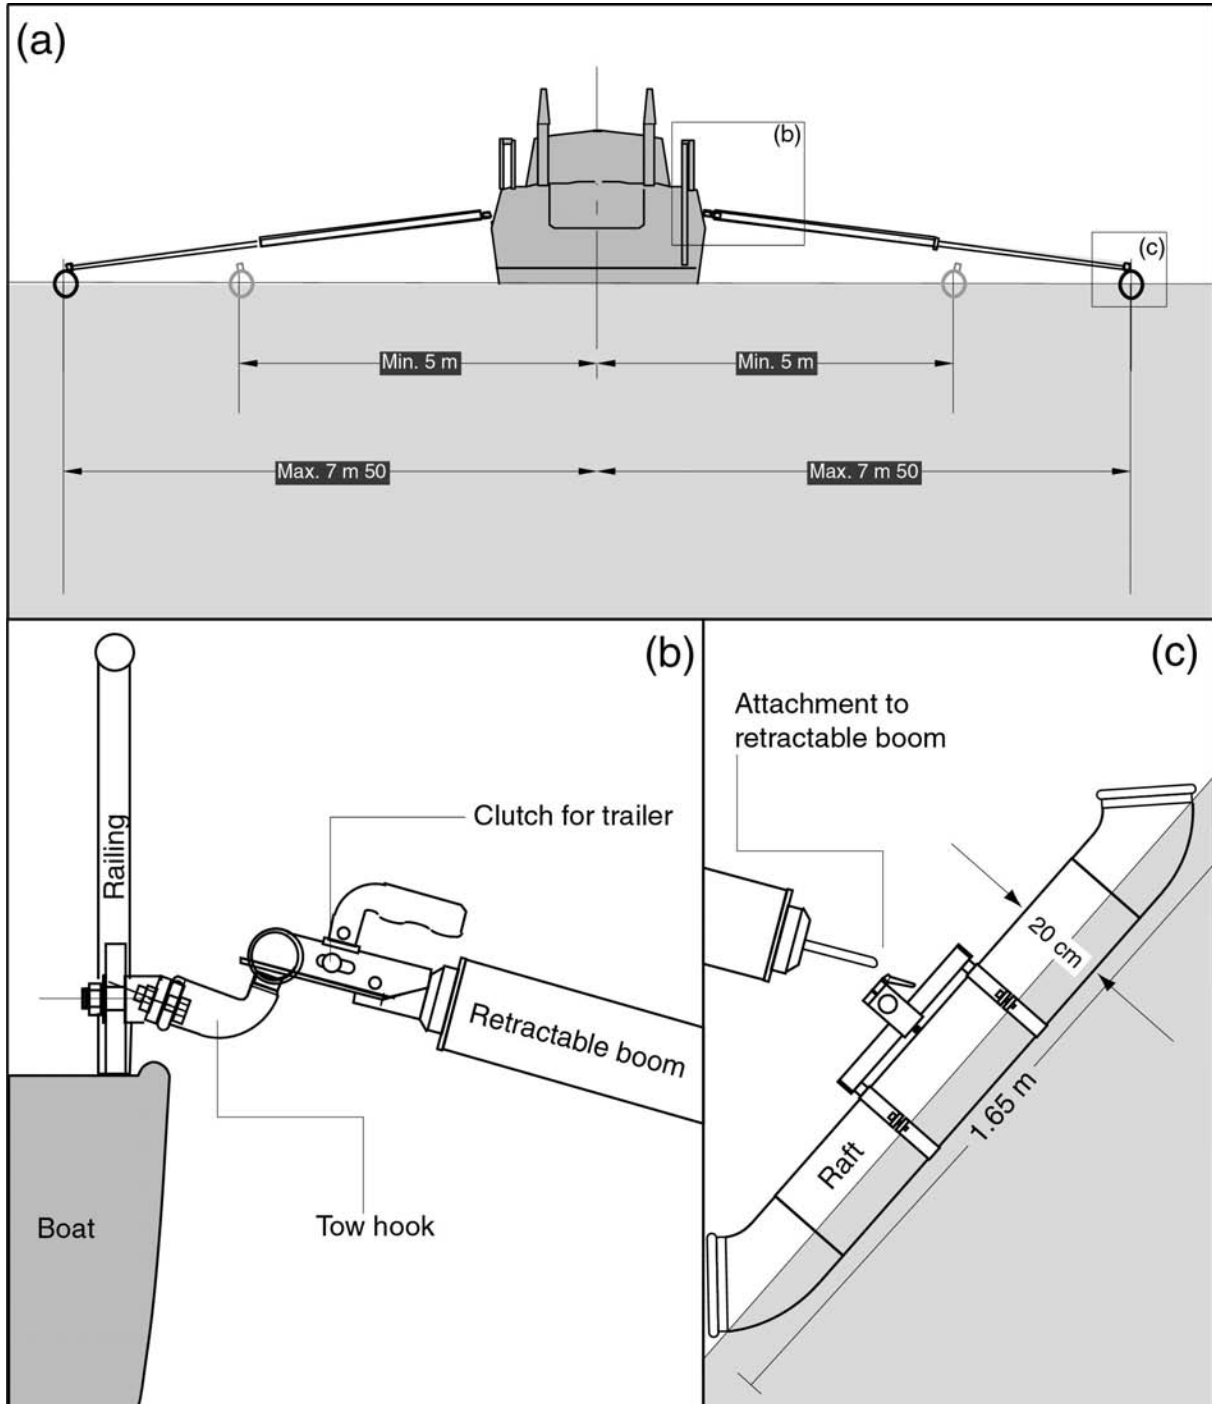 (a)
(b)
(c)
Min. 5 m
Min. 5 m
Max. 7 m 50
Max. 7 m 50
(b)
Railing
Clutch for trailer
Retractable boom
Tow hook
Boat
(c)
Attachment to
retractable boom
20 cm
1.65 m
Raft